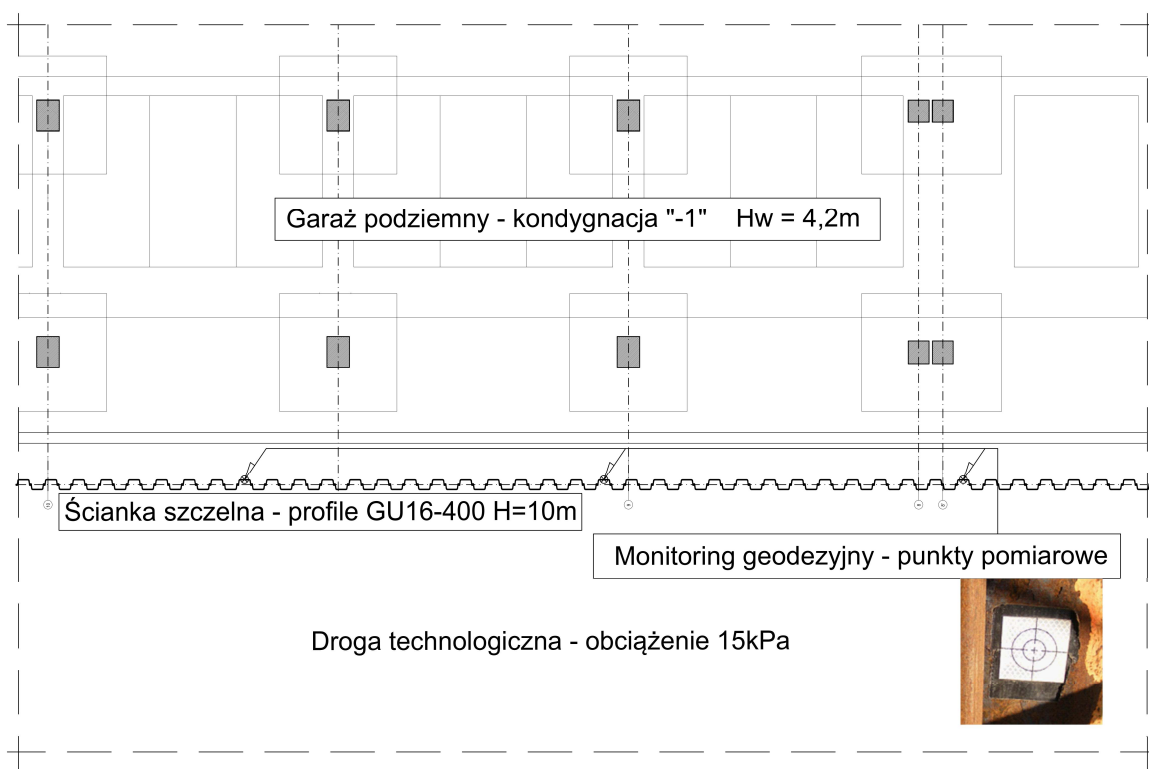 Garaż podziemny - kondygnacja "-1" Hw = 4,2m
Ścianka szczelna - profile GU16-400 H=10m
Monitoring geodezyjny - punkty pomiarowe
Droga technologiczna - obciążenie 15kPa